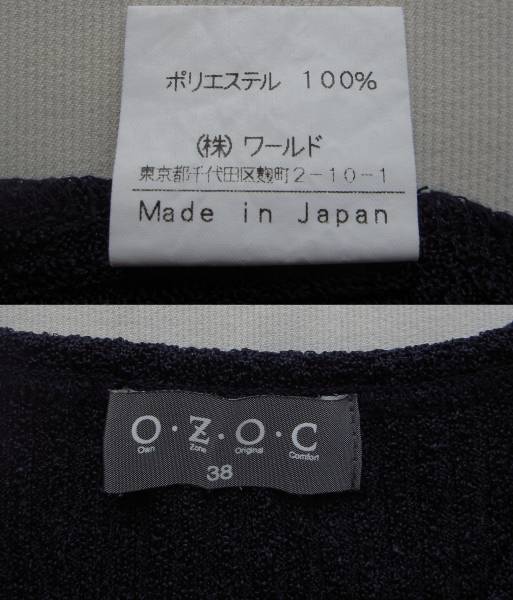 ポリエステル 100%
(株) ワールド
東京都千代田区麹町2-10-1
Made in Japan
O・Z・O・C
Own Zone Original Comfort
38